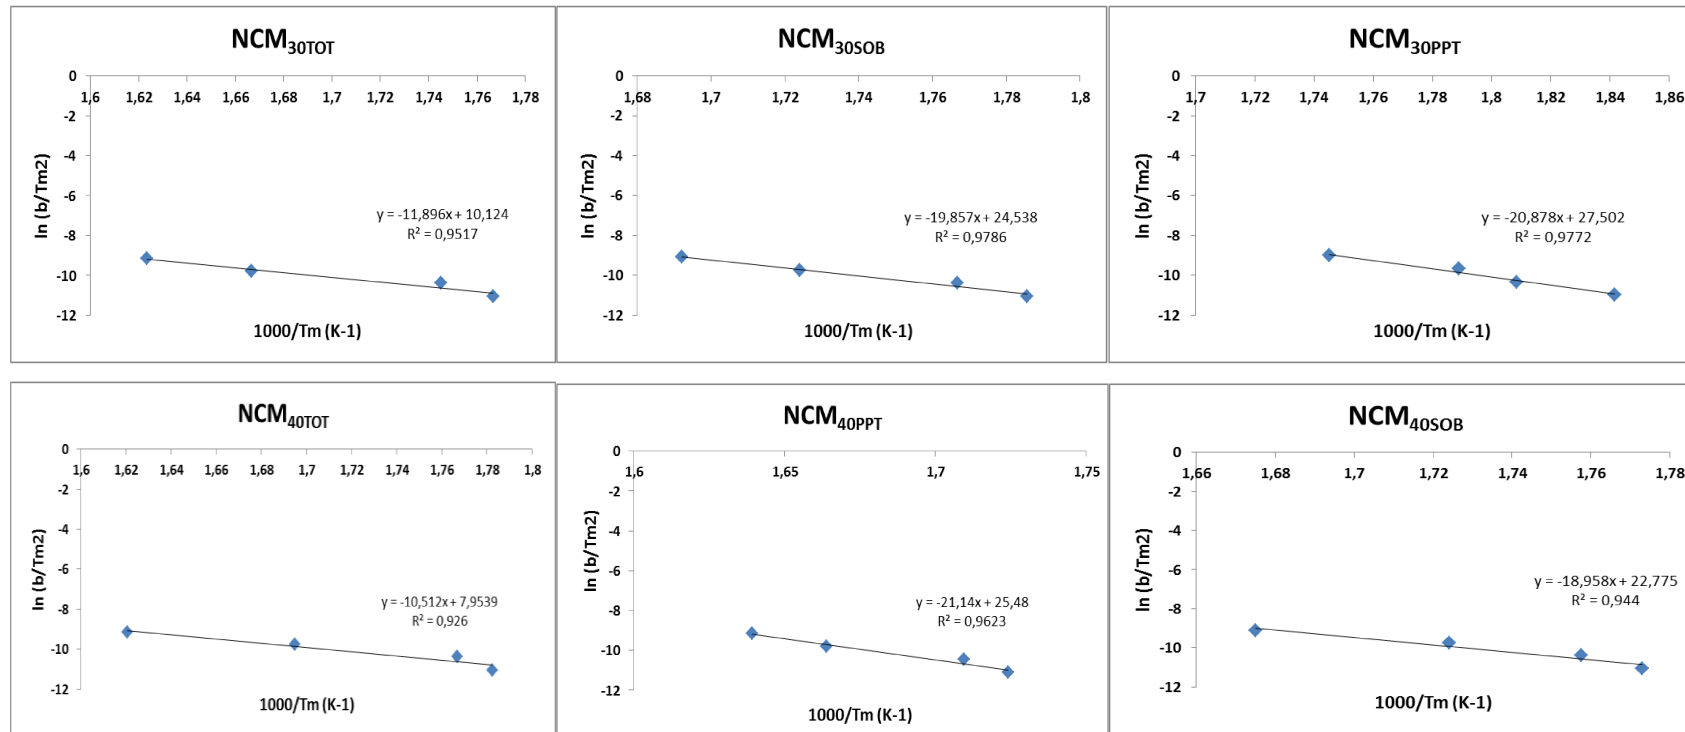 NCM30TOT
0
1,6 1,62 1,64 1,66 1,68 1,7 1,72 1,74 1,76 1,78
-2
-4
-6
-8
-10
-12
ln (b/Tm2)
y = -11,896x + 10,124
R² = 0,9517
1000/Tm (K-1)
NCM30SOB
0
1,68 1,7 1,72 1,74 1,76 1,78 1,8
-2
-4
-6
-8
-10
-12
ln (b/Tm2)
y = -19,857x + 24,538
R² = 0,9786
1000/Tm (K-1)
NCM30PPT
0
1,7 1,72 1,74 1,76 1,78 1,8 1,82 1,84 1,86
-2
-4
-6
-8
-10
-12
ln (b/Tm2)
y = -20,878x + 27,502
R² = 0,9772
1000/Tm (K-1)
NCM40TOT
0
1,6 1,62 1,64 1,66 1,68 1,7 1,72 1,74 1,76 1,78 1,8
-2
-4
-6
-8
-10
-12
ln (b/Tm2)
y = -10,512x + 7,9539
R² = 0,926
1000/Tm (K-1)
NCM40PPT
0
1,6 1,65 1,7 1,75
-2
-4
-6
-8
-10
-12
ln (b/Tm2)
y = -21,14x + 25,48
R² = 0,9623
1000/Tm (K-1)
NCM40SOB
0
1,66 1,68 1,7 1,72 1,74 1,76 1,78
-2
-4
-6
-8
-10
-12
ln (b/Tm2)
y = -18,958x + 22,775
R² = 0,944
1000/Tm (K-1)